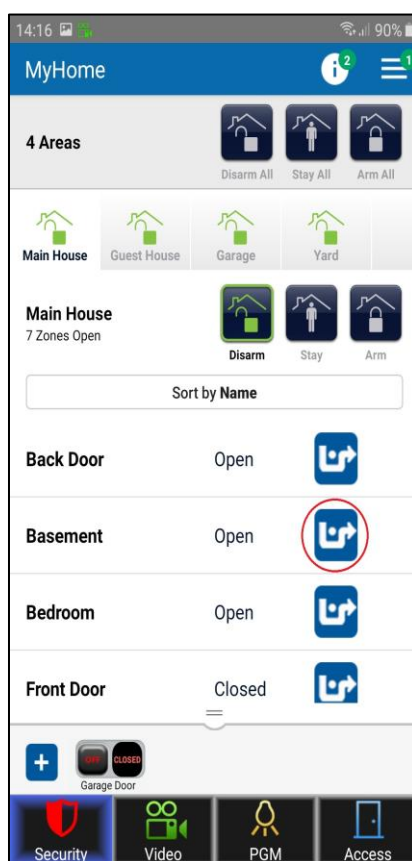 14:16 90%
MyHome 2 1
4 Areas
Disarm All Stay All Arm All
Main House Guest House Garage Yard
Main House
7 Zones Open
Disarm Stay Arm
Sort by Name
Back Door Open
Basement Open
Bedroom Open
Front Door Closed
OFF CLOSED
Garage Door
Security Video PGM Access